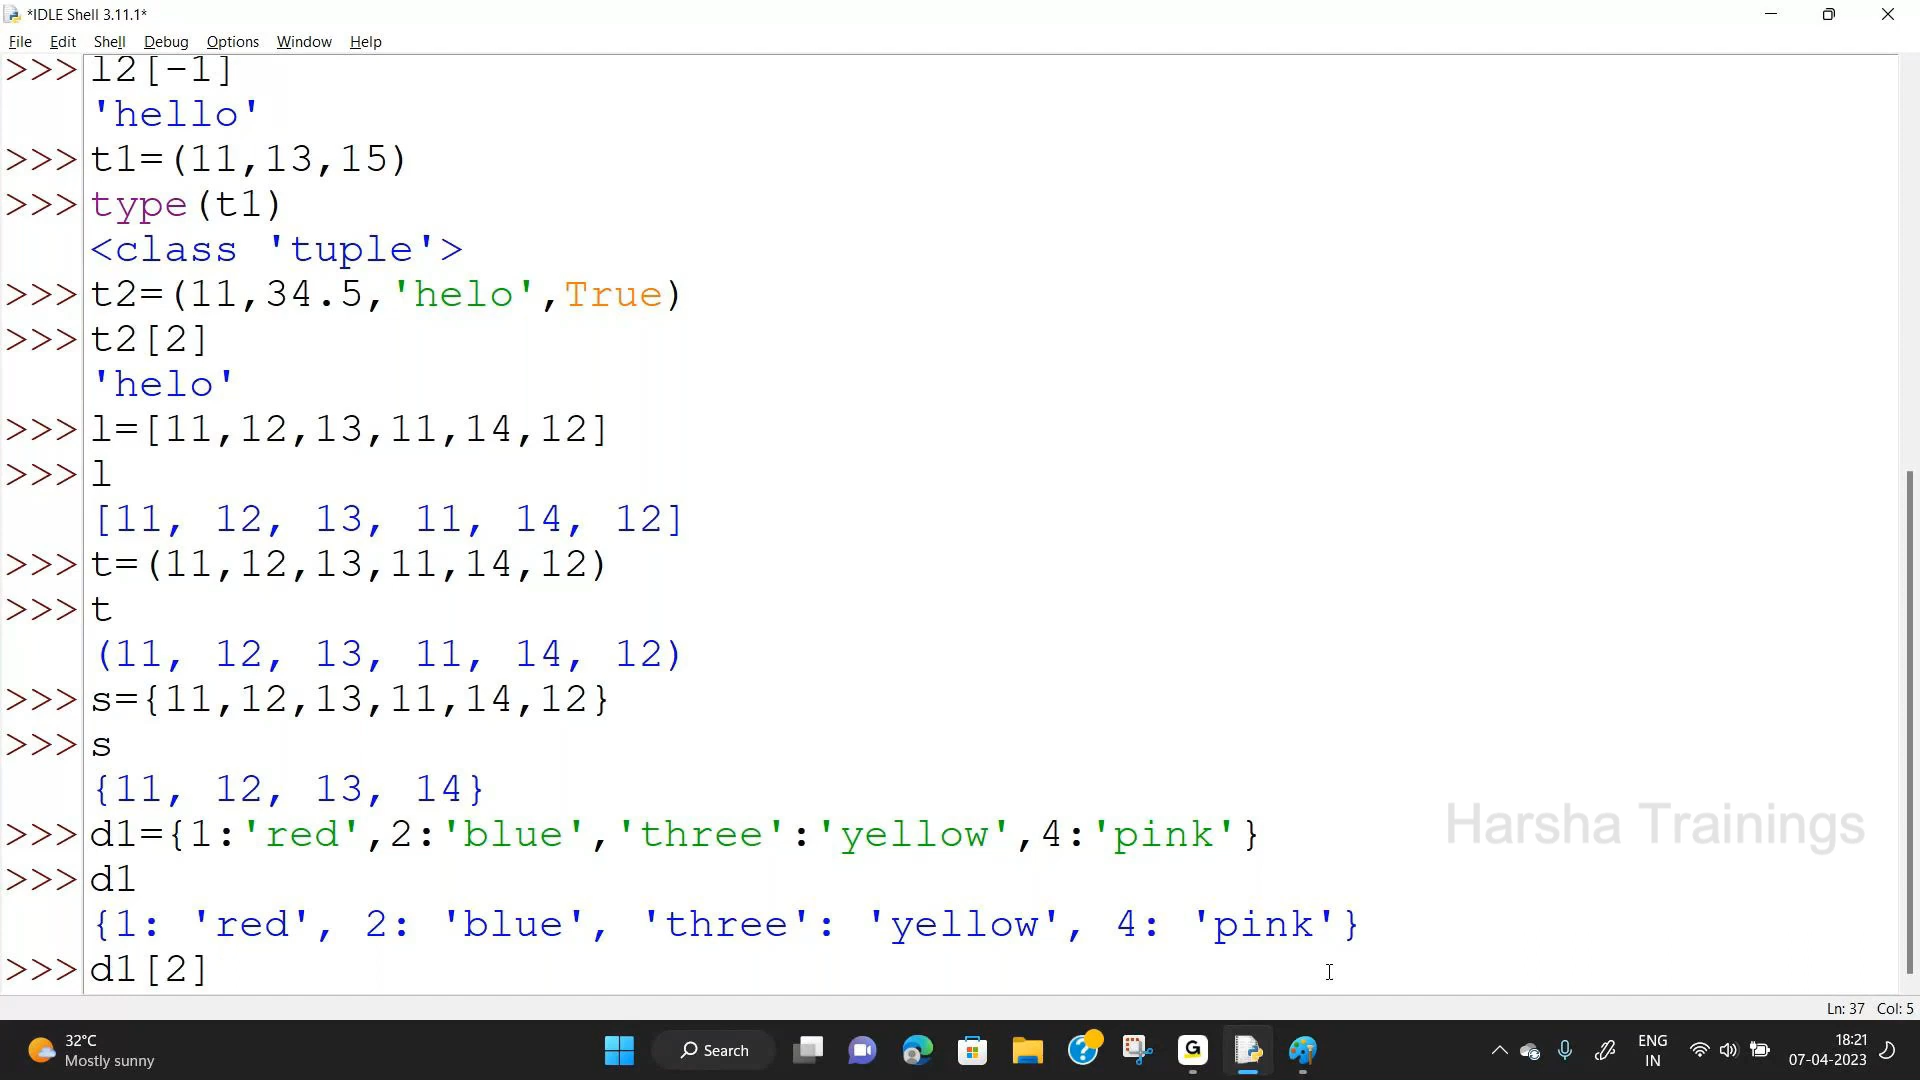 *IDLE Shell 3.11.1*
File Edit Shell Debug Options Window Help
>>> l2[-1]
'hello'
>>> t1=(11,13,15)
>>> type(t1)
<class 'tuple'>
>>> t2=(11,34.5,'helo',True)
>>> t2[2]
'helo'
>>> l=[11,12,13,11,14,12]
>>> l
[11, 12, 13, 11, 14, 12]
>>> t=(11,12,13,11,14,12)
>>> t
(11, 12, 13, 11, 14, 12)
>>> s={11,12,13,11,14,12}
>>> s
{11, 12, 13, 14}
>>> d1={1:'red',2:'blue','three':'yellow',4:'pink'}
>>> d1
{1: 'red', 2: 'blue', 'three': 'yellow', 4: 'pink'}
>>> d1[2]
Harsha Trainings
Ln: 37 Col: 5
32°C
Mostly sunny
Search
G
ENG
IN
18:21
07-04-2023